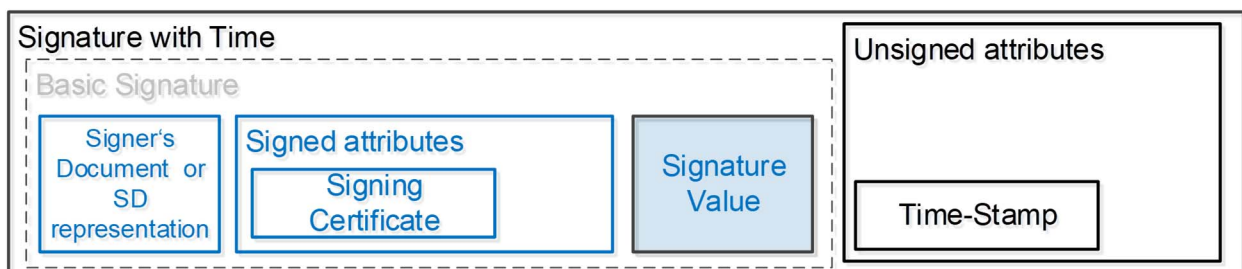 Signature with Time
Basic Signature
Signer‘s
Document or
SD
representation
Signed attributes
Signing
Certificate
Signature
Value
Unsigned attributes
Time-Stamp